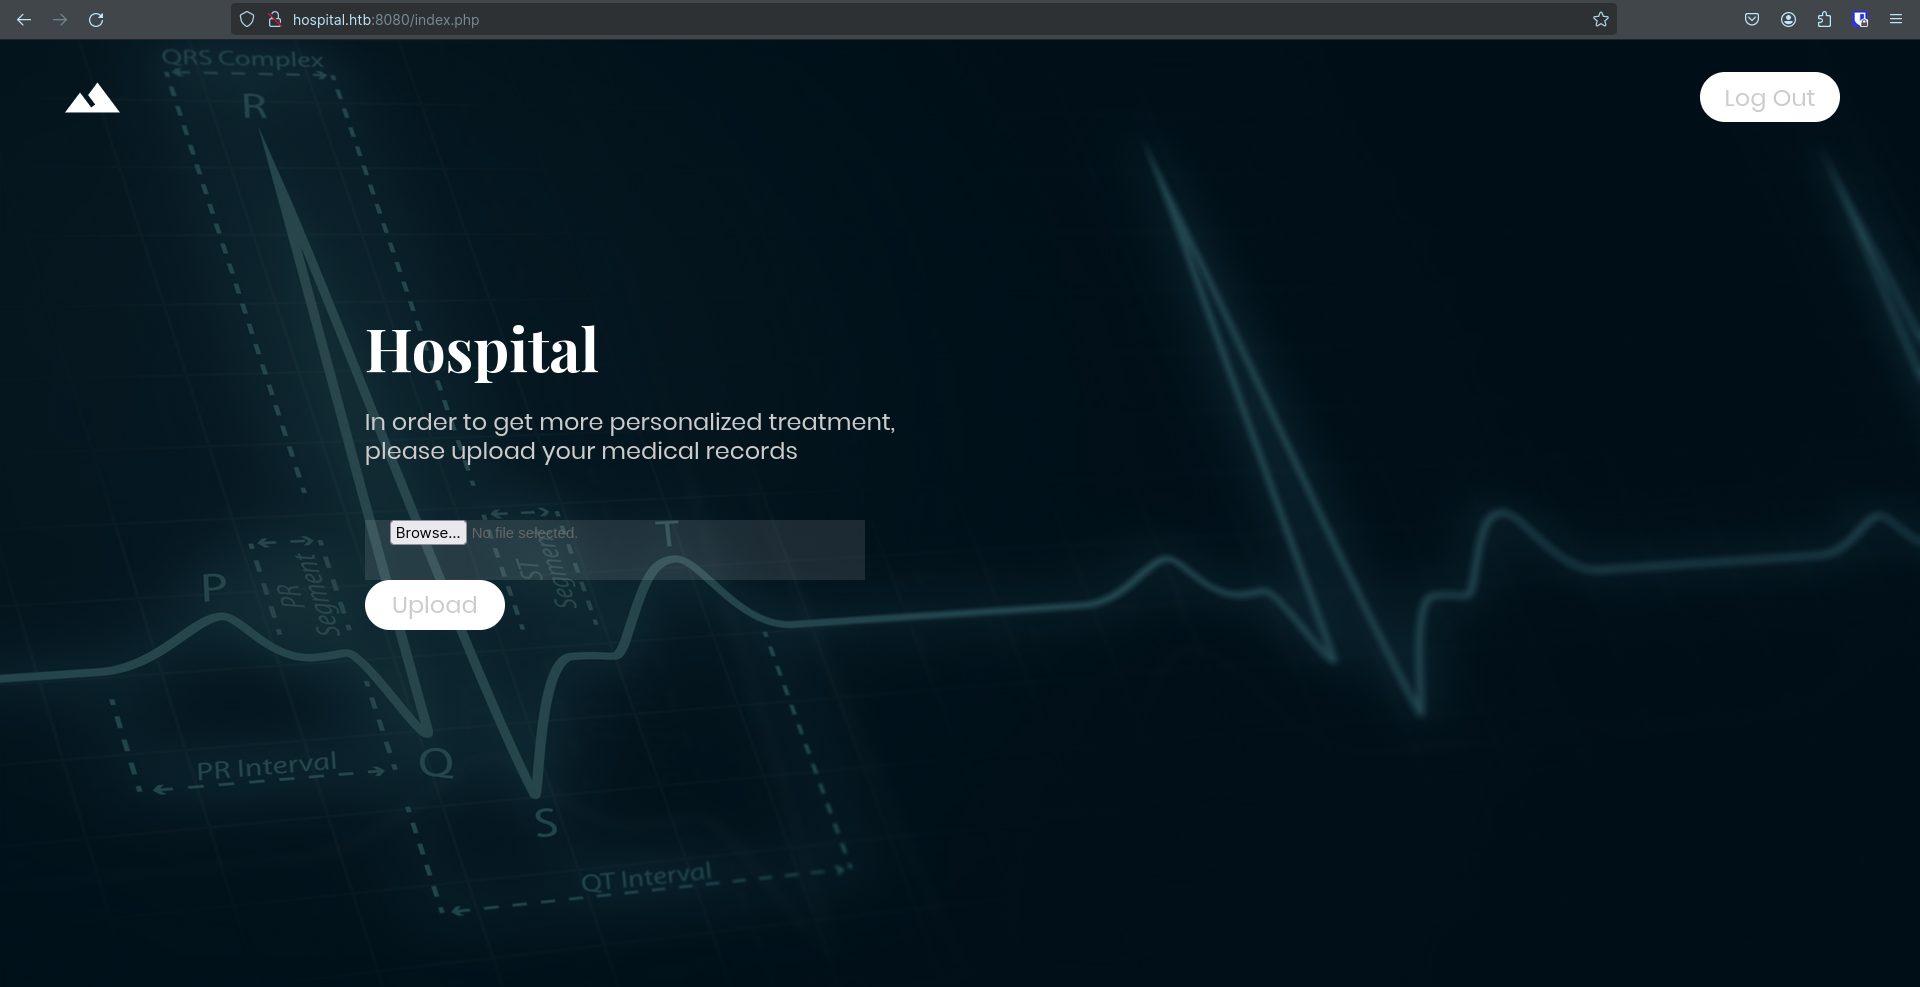 hospital.htb:8080/index.php
QRS Complex
R
Log Out
Hospital
In order to get more personalized treatment,
please upload your medical records
Browse... No file selected.
T
ST
Segment
PR
Segment
P
Upload
PR Interval
Q
S
QT Interval